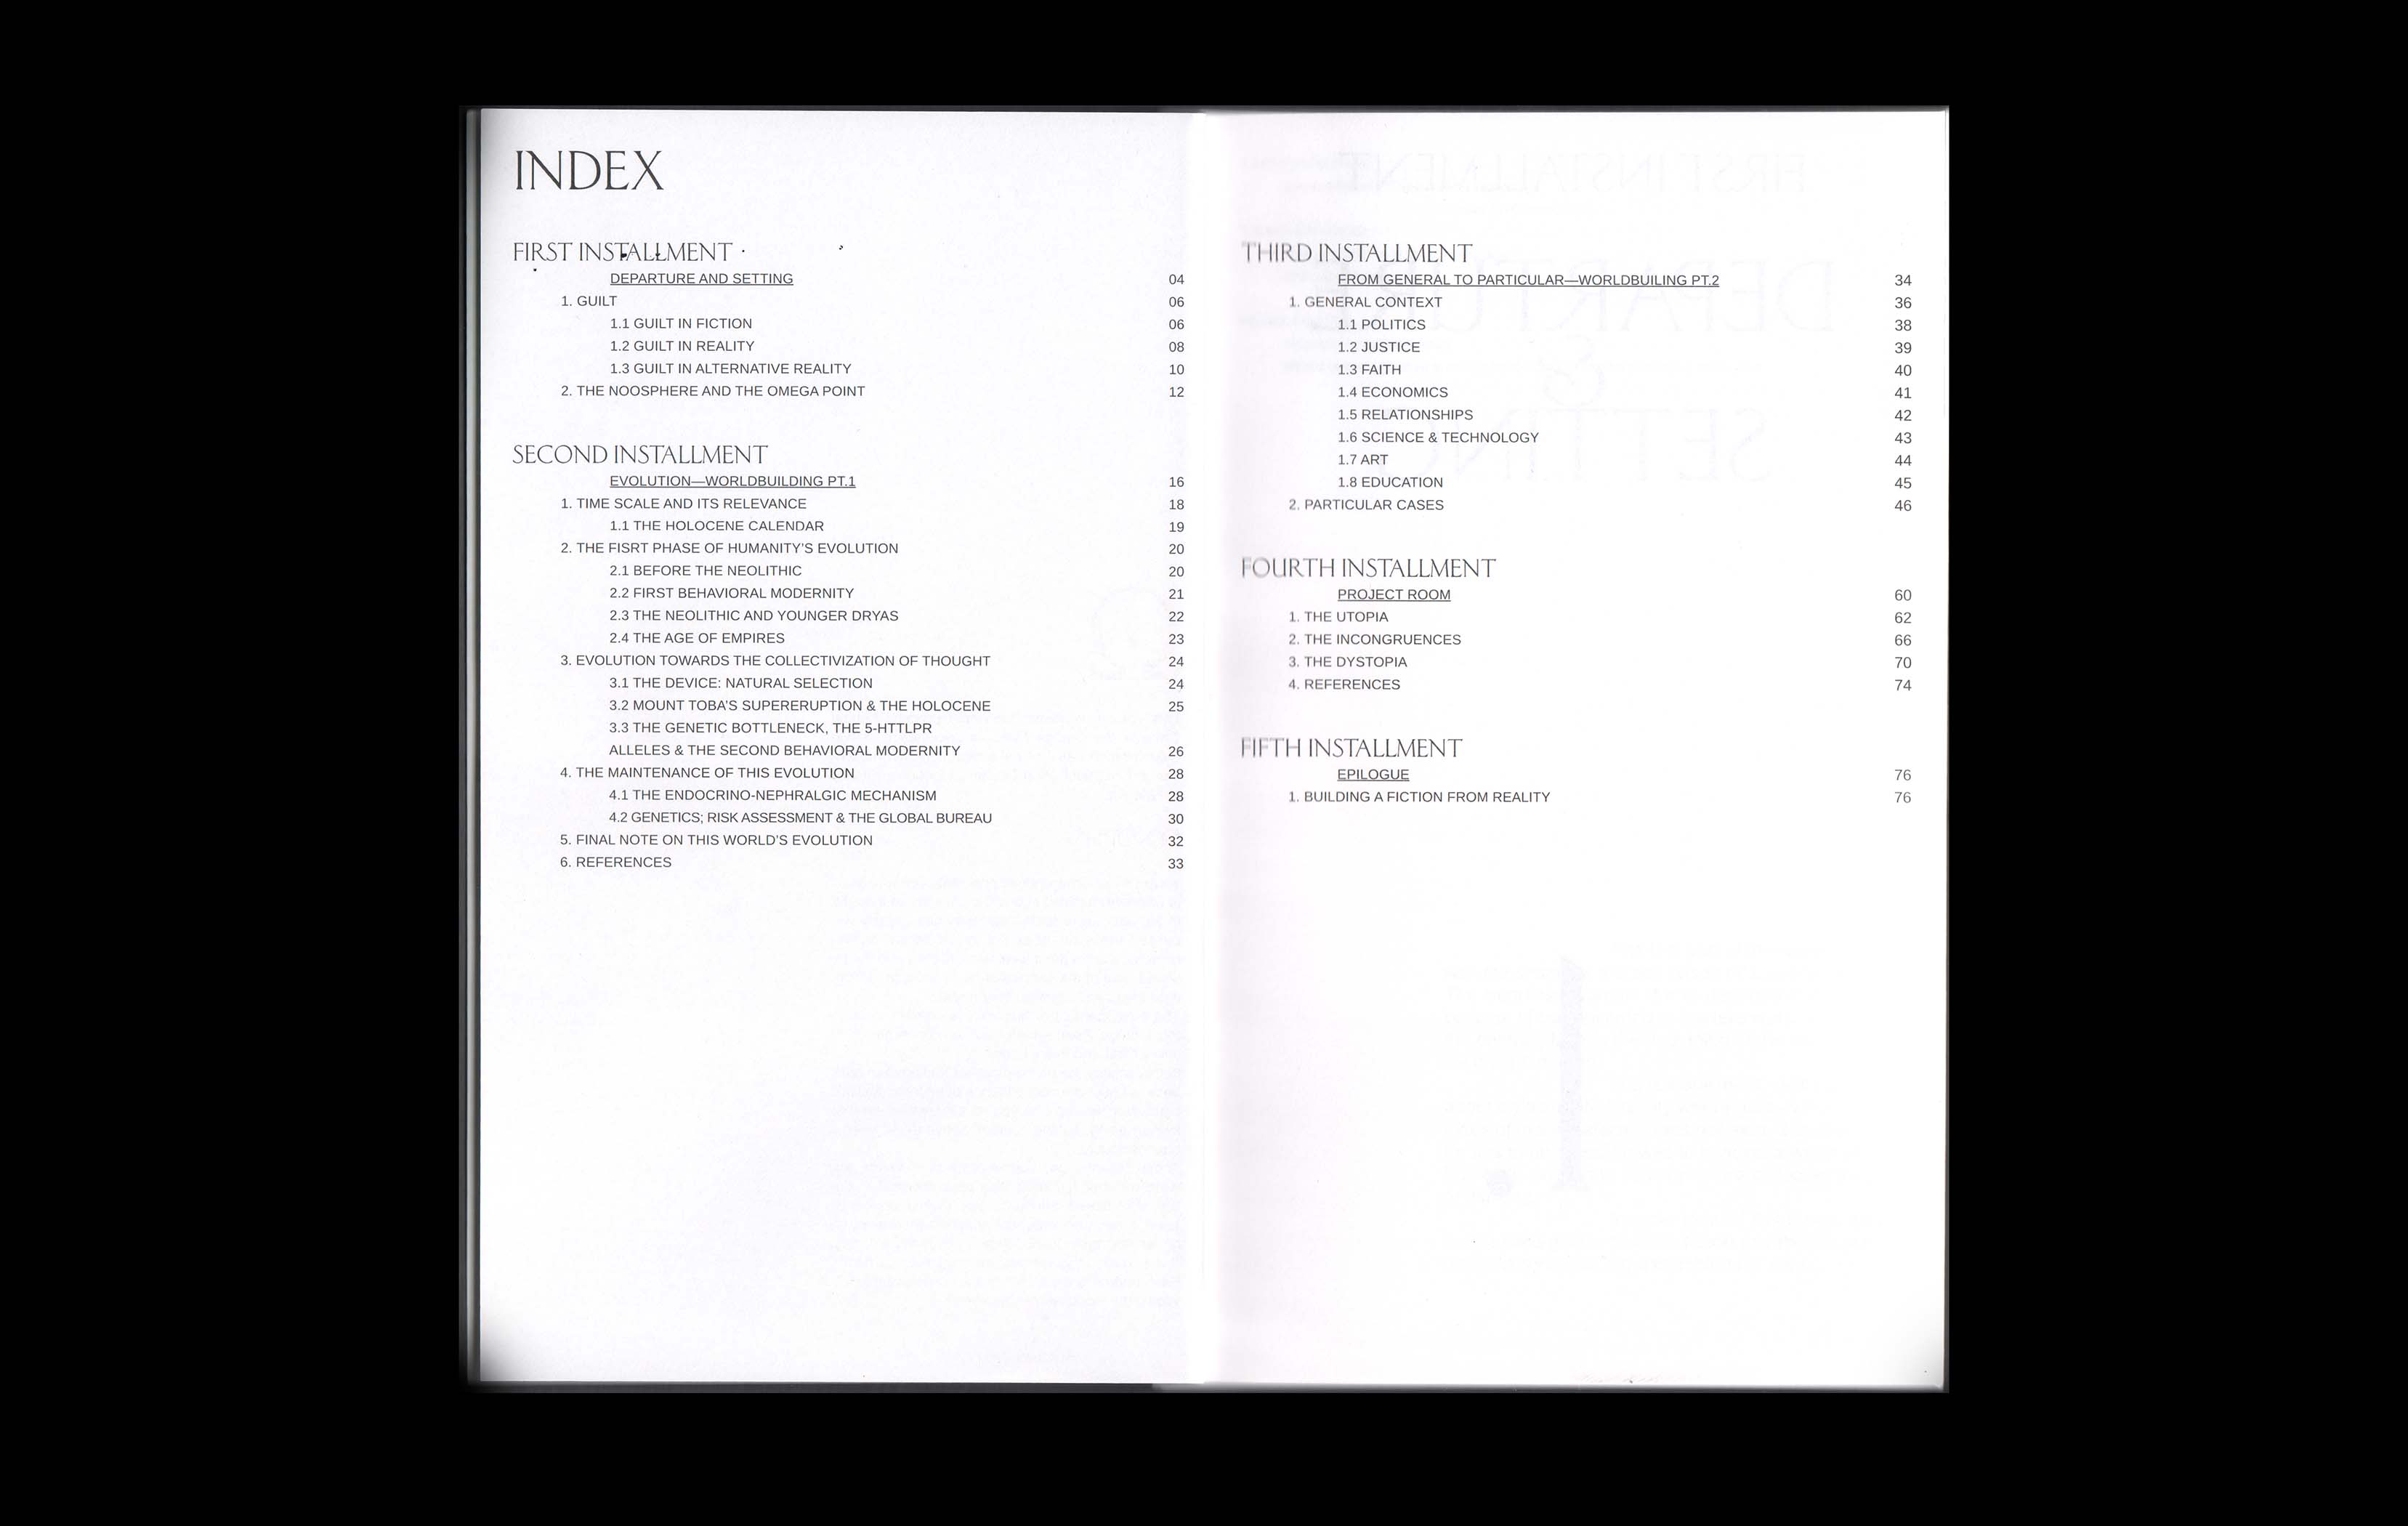 INDEX
FIRST INSTALLMENT
DEPARTURE AND SETTING 04
1. GUILT 06
1.1 GUILT IN FICTION 06
1.2 GUILT IN REALITY 08
1.3 GUILT IN ALTERNATIVE REALITY 10
2. THE NOOSPHERE AND THE OMEGA POINT 12
SECOND INSTALLMENT
EVOLUTION—WORLDBUILDING PT.1 16
1. TIME SCALE AND ITS RELEVANCE 18
1.1 THE HOLOCENE CALENDAR 19
2. THE FISRT PHASE OF HUMANITY'S EVOLUTION 20
2.1 BEFORE THE NEOLITHIC 20
2.2 FIRST BEHAVIORAL MODERNITY 21
2.3 THE NEOLITHIC AND YOUNGER DRYAS 22
2.4 THE AGE OF EMPIRES 23
3. EVOLUTION TOWARDS THE COLLECTIVIZATION OF THOUGHT 24
3.1 THE DEVICE: NATURAL SELECTION 24
3.2 MOUNT TOBA'S SUPERERUPTION & THE HOLOCENE 25
3.3 THE GENETIC BOTTLENECK, THE 5-HTTLPR
ALLELES & THE SECOND BEHAVIORAL MODERNITY 26
4. THE MAINTENANCE OF THIS EVOLUTION 28
4.1 THE ENDOCRINO-NEPHRALGIC MECHANISM 28
4.2 GENETICS; RISK ASSESSMENT & THE GLOBAL BUREAU 30
5. FINAL NOTE ON THIS WORLD'S EVOLUTION 32
6. REFERENCES 33
THIRD INSTALLMENT
FROM GENERAL TO PARTICULAR—WORLDBUILING PT.2 34
1. GENERAL CONTEXT 36
1.1 POLITICS 38
1.2 JUSTICE 39
1.3 FAITH 40
1.4 ECONOMICS 41
1.5 RELATIONSHIPS 42
1.6 SCIENCE & TECHNOLOGY 43
1.7 ART 44
1.8 EDUCATION 45
2. PARTICULAR CASES 46
FOURTH INSTALLMENT
PROJECT ROOM 60
1. THE UTOPIA 62
2. THE INCONGRUENCES 66
3. THE DYSTOPIA 70
4. REFERENCES 74
FIFTH INSTALLMENT
EPILOGUE 76
1. BUILDING A FICTION FROM REALITY 76